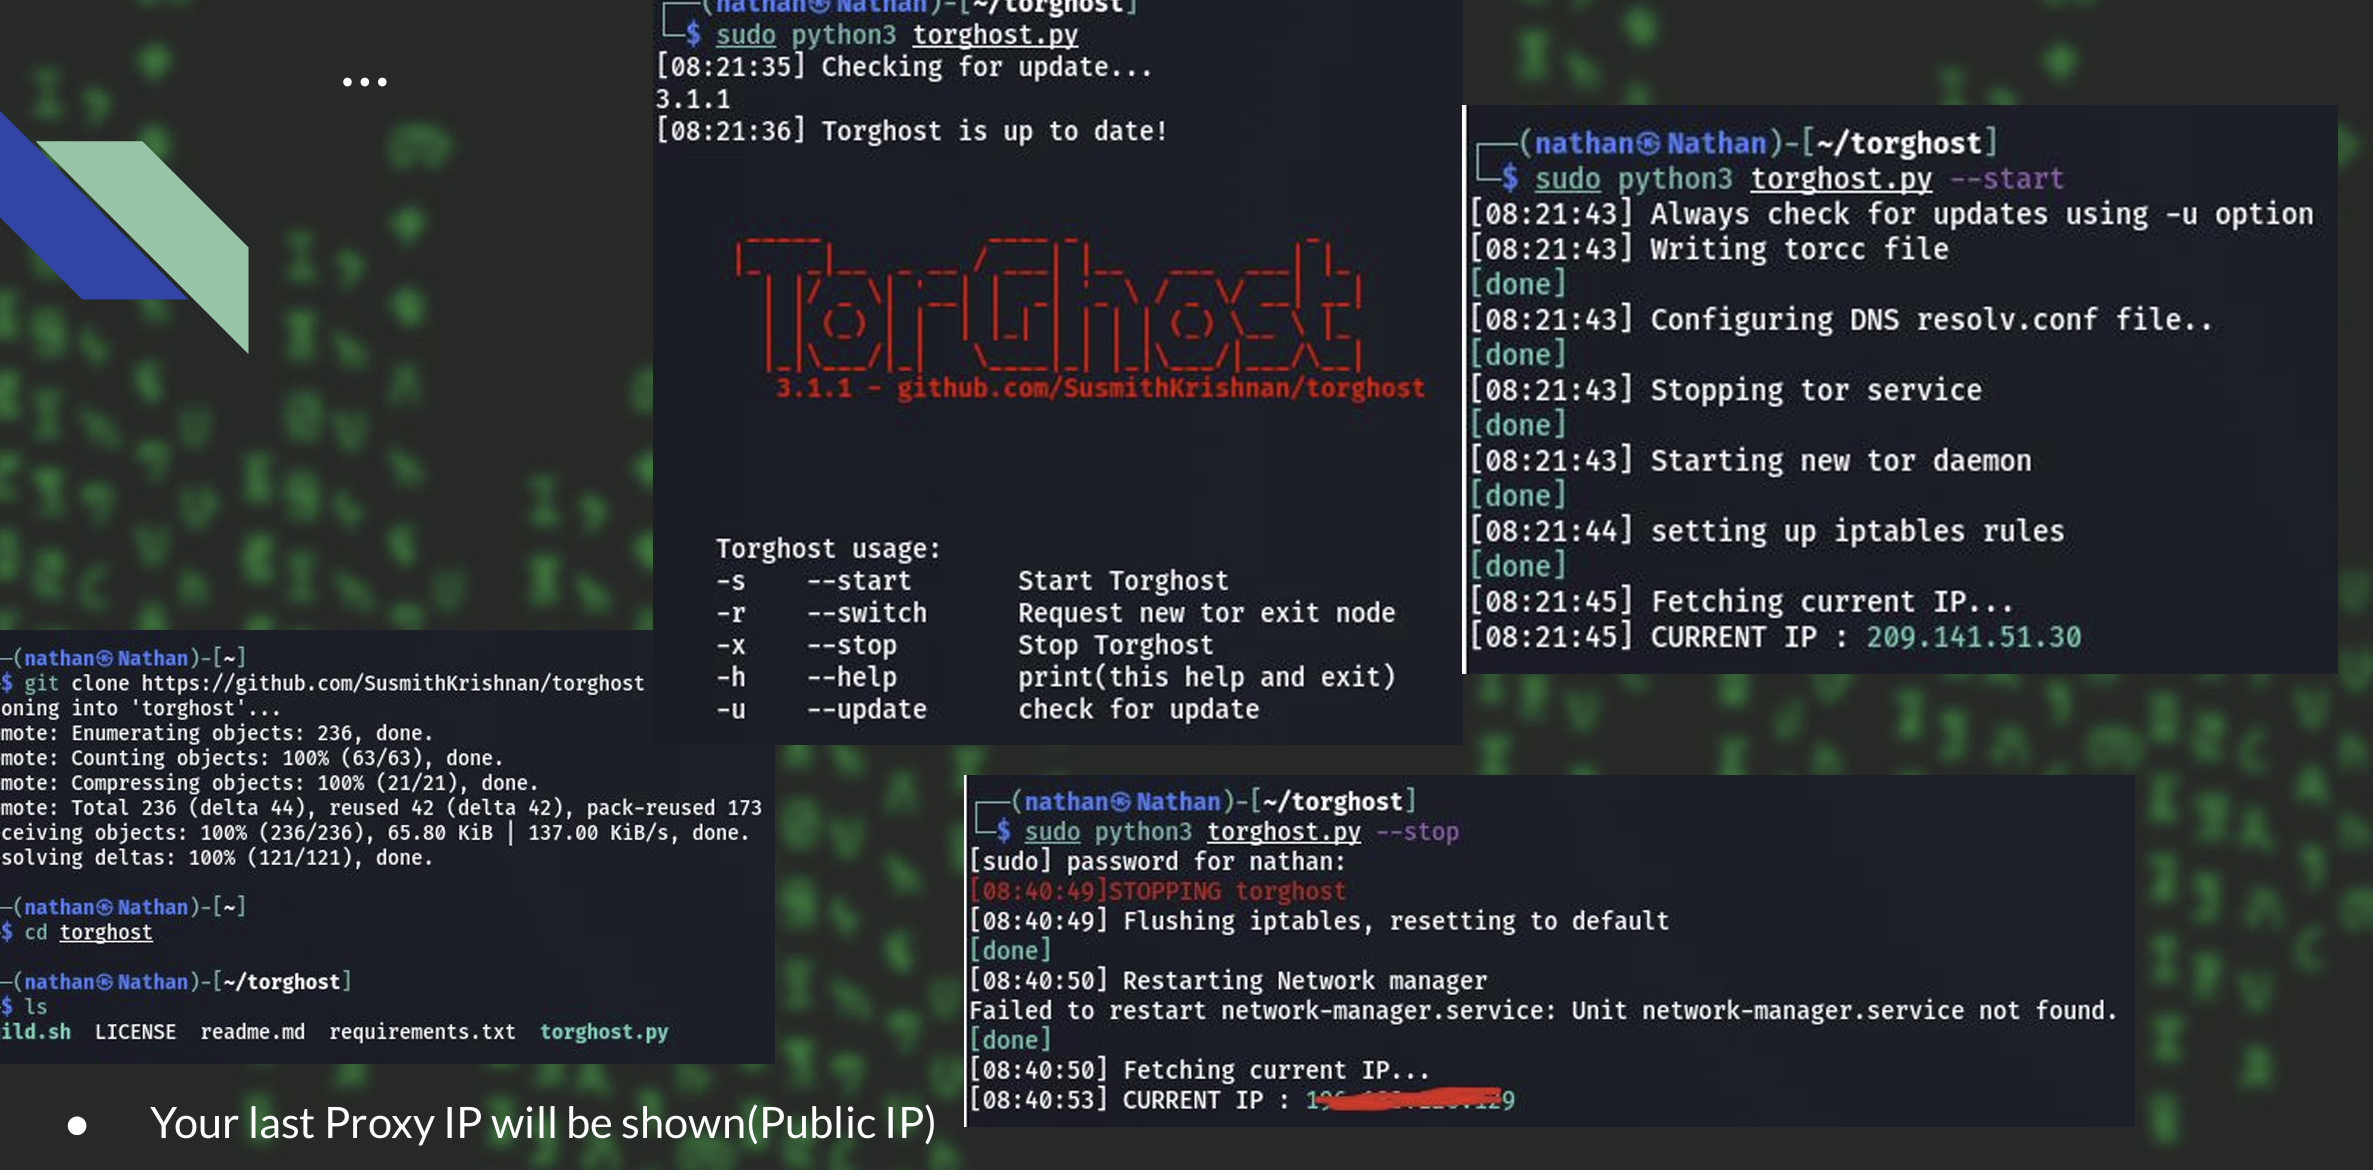 ...
(nathan㉿Nathan)-[~/torghost]
$ sudo python3 torghost.py
[08:21:35] Checking for update...
3.1.1
[08:21:36] Torghost is up to date!
TorGhost
3.1.1 - github.com/SusmithKrishnan/torghost
Torghost usage:
-s --start Start Torghost
-r --switch Request new tor exit node
-x --stop Stop Torghost
-h --help print(this help and exit)
-u --update check for update
(nathan㉿Nathan)-[~/torghost]
$ sudo python3 torghost.py --start
[08:21:43] Always check for updates using -u option
[08:21:43] Writing torcc file
[done]
[08:21:43] Configuring DNS resolv.conf file..
[done]
[08:21:43] Stopping tor service
[done]
[08:21:43] Starting new tor daemon
[done]
[08:21:44] setting up iptables rules
[done]
[08:21:45] Fetching current IP...
[08:21:45] CURRENT IP : 209.141.51.30
(nathan㉿Nathan)-[~]
$ git clone https://github.com/SusmithKrishnan/torghost
oning into 'torghost'...
mote: Enumerating objects: 236, done.
mote: Counting objects: 100% (63/63), done.
mote: Compressing objects: 100% (21/21), done.
mote: Total 236 (delta 44), reused 42 (delta 42), pack-reused 173
ceiving objects: 100% (236/236), 65.80 KiB | 137.00 KiB/s, done.
solving deltas: 100% (121/121), done.
(nathan㉿Nathan)-[~]
$ cd torghost
(nathan㉿Nathan)-[~/torghost]
$ ls
ild.sh LICENSE readme.md requirements.txt torghost.py
(nathan㉿Nathan)-[~/torghost]
$ sudo python3 torghost.py --stop
[sudo] password for nathan:
[08:40:49]STOPPING torghost
[08:40:49] Flushing iptables, resetting to default
[done]
[08:40:50] Restarting Network manager
Failed to restart network-manager.service: Unit network-manager.service not found.
[done]
[08:40:50] Fetching current IP...
[08:40:53] CURRENT IP :
● Your last Proxy IP will be shown(Public IP)